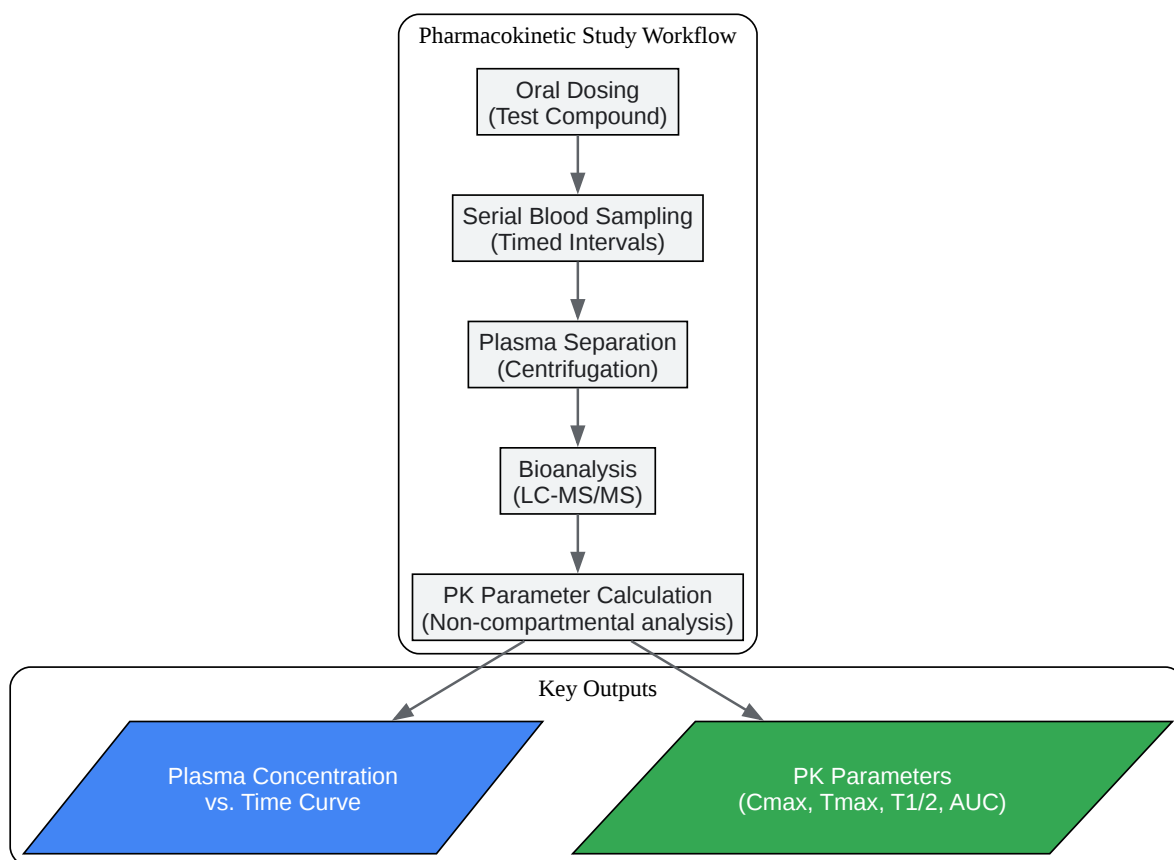 Pharmacokinetic Study Workflow
Oral Dosing
(Test Compound)
Serial Blood Sampling
(Timed Intervals)
Plasma Separation
(Centrifugation)
Bioanalysis
(LC-MS/MS)
PK Parameter Calculation
(Non-compartmental analysis)
Key Outputs
Plasma Concentration
vs. Time Curve
PK Parameters
(Cmax, Tmax, T1/2, AUC)